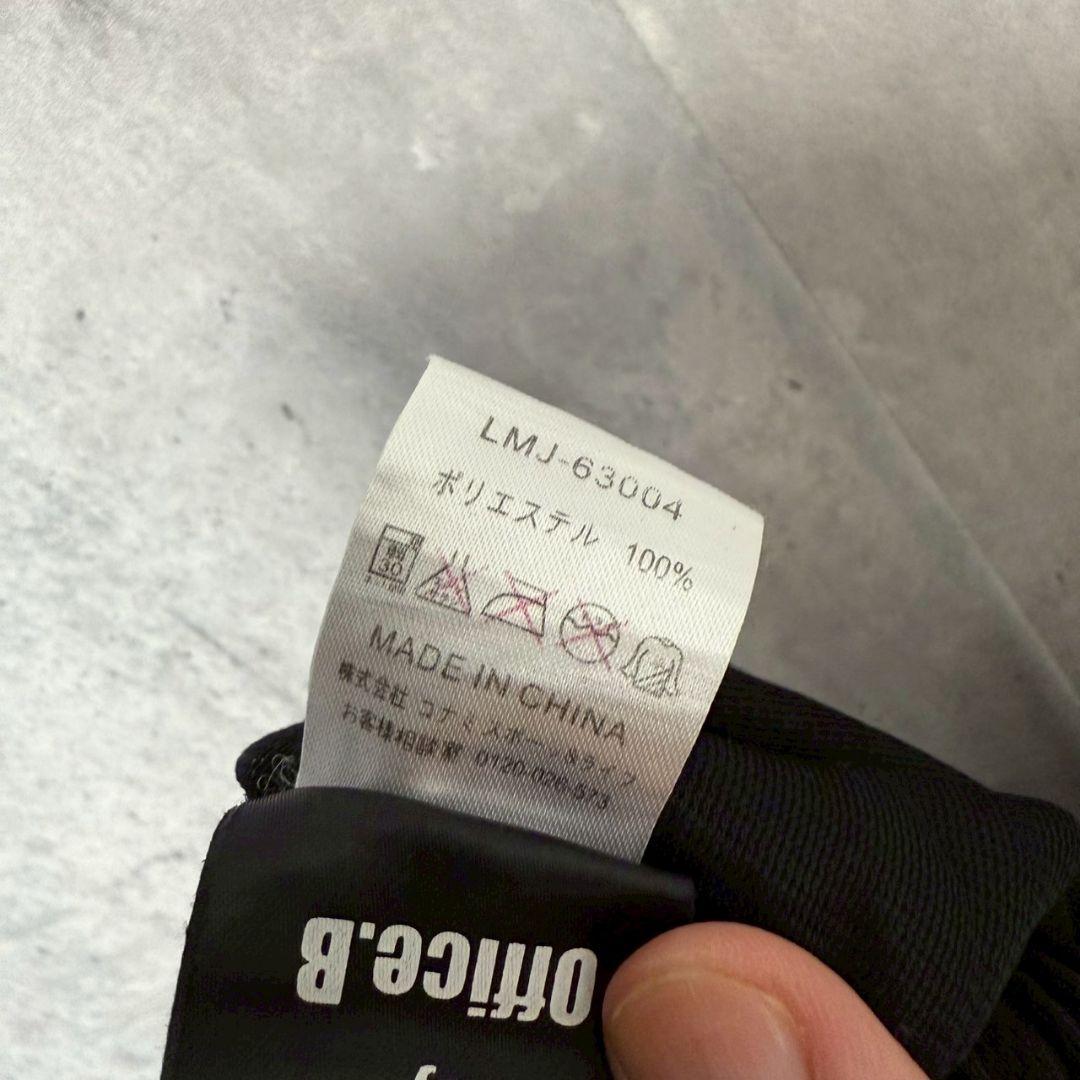 LMJ-63004
ポリエステル 100%
30
MADE IN CHINA
株式会社 コナミスポーツ&ライフ
お客様相談室 0120-026-573
office.B